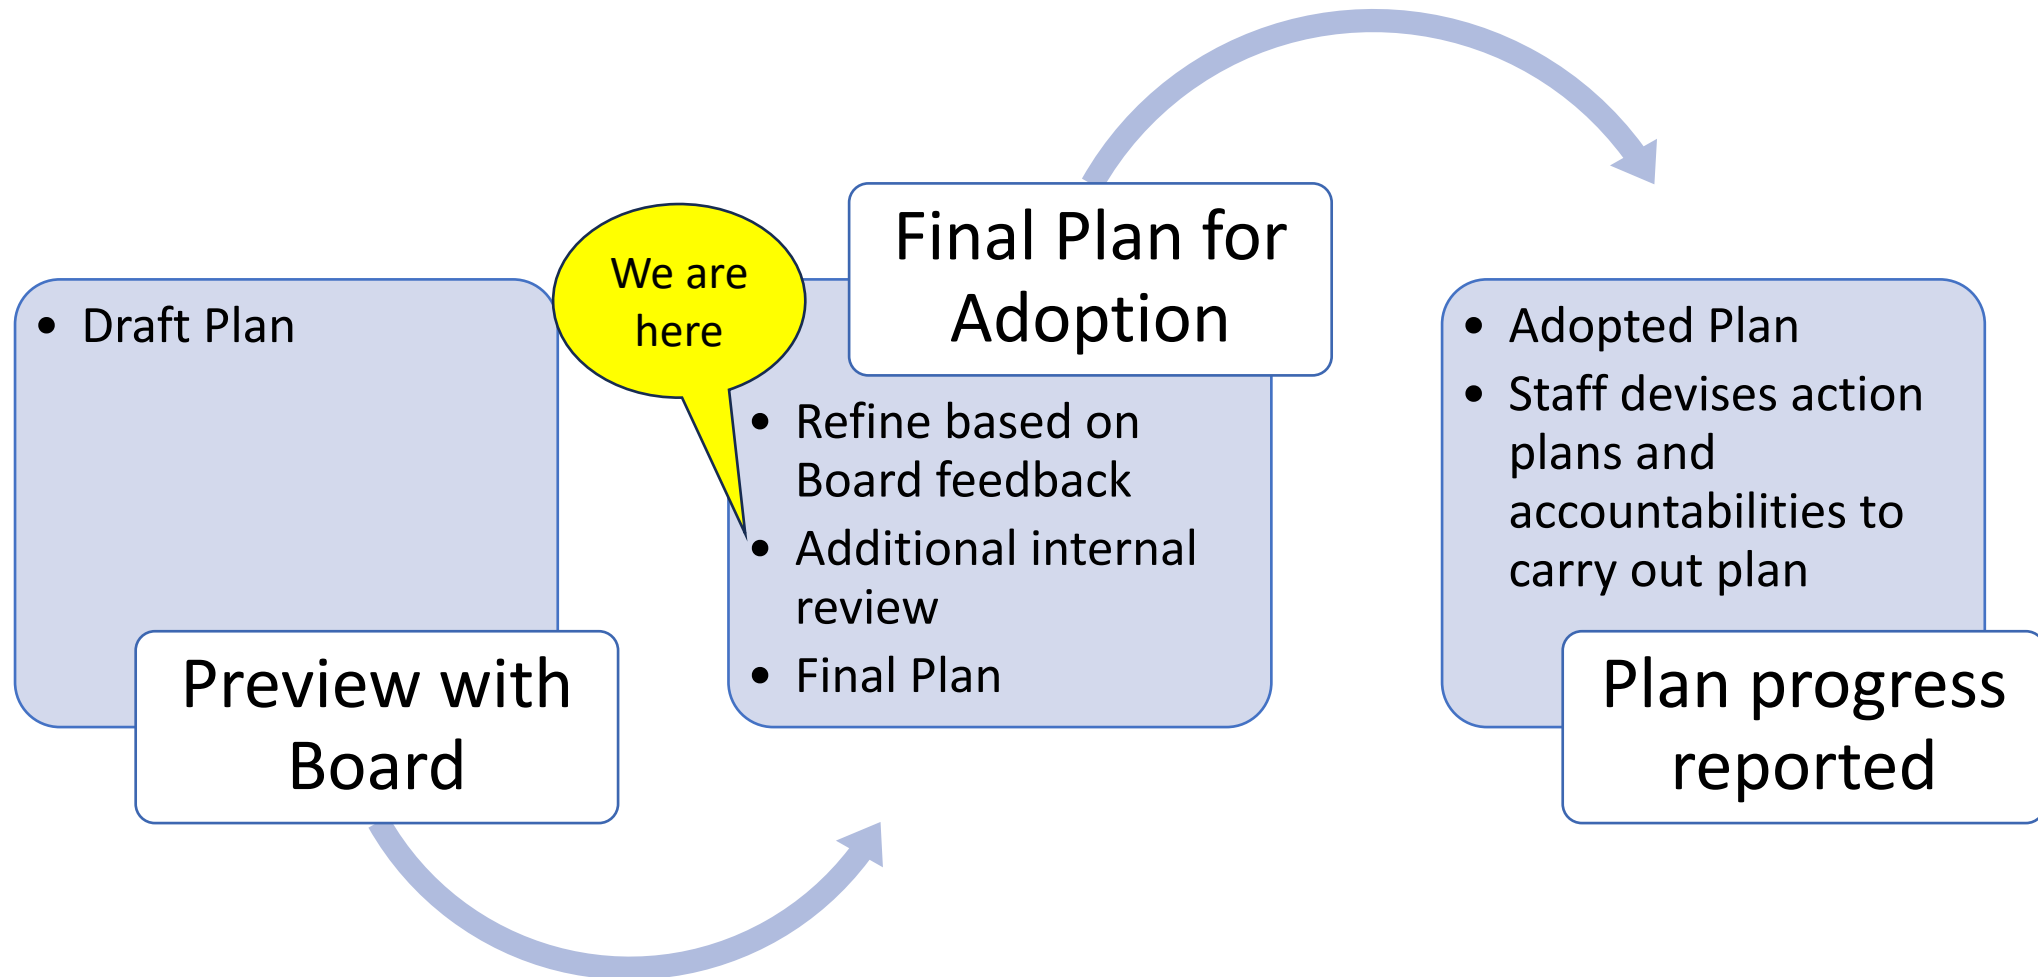 • Draft Plan
Preview with
Board
We are
here
Final Plan for
Adoption
• Refine based on
Board feedback
• Additional internal
review
• Final Plan
• Adopted Plan
• Staff devises action
plans and
accountabilities to
carry out plan
Plan progress
reported